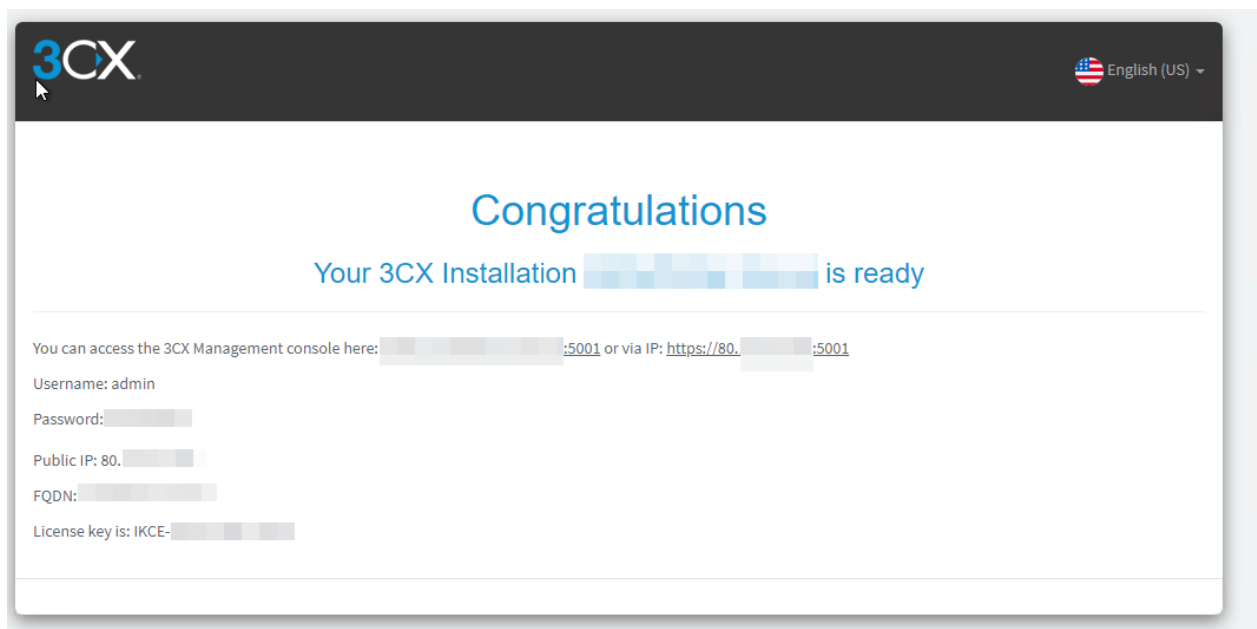 3CX
English (US)
Congratulations
Your 3CX Installation is ready
You can access the 3CX Management console here: :5001 or via IP: https://80. :5001
Username: admin
Password:
Public IP: 80.
FQDN:
License key is: IKCE-